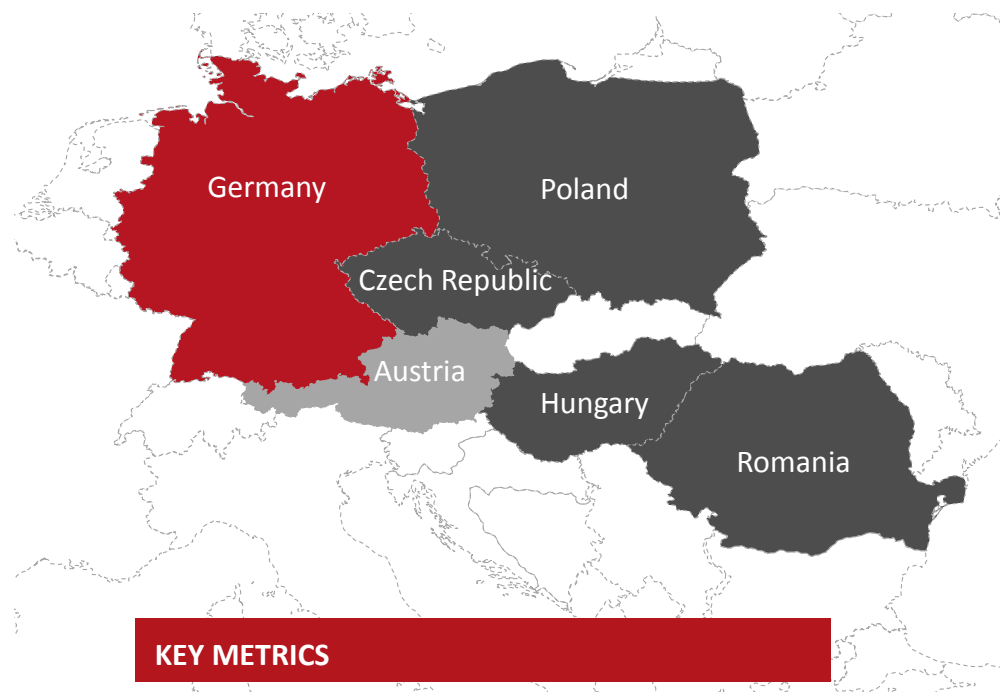 Germany
Poland
Czech Republic
Austria
Hungary
Romania
KEY METRICS